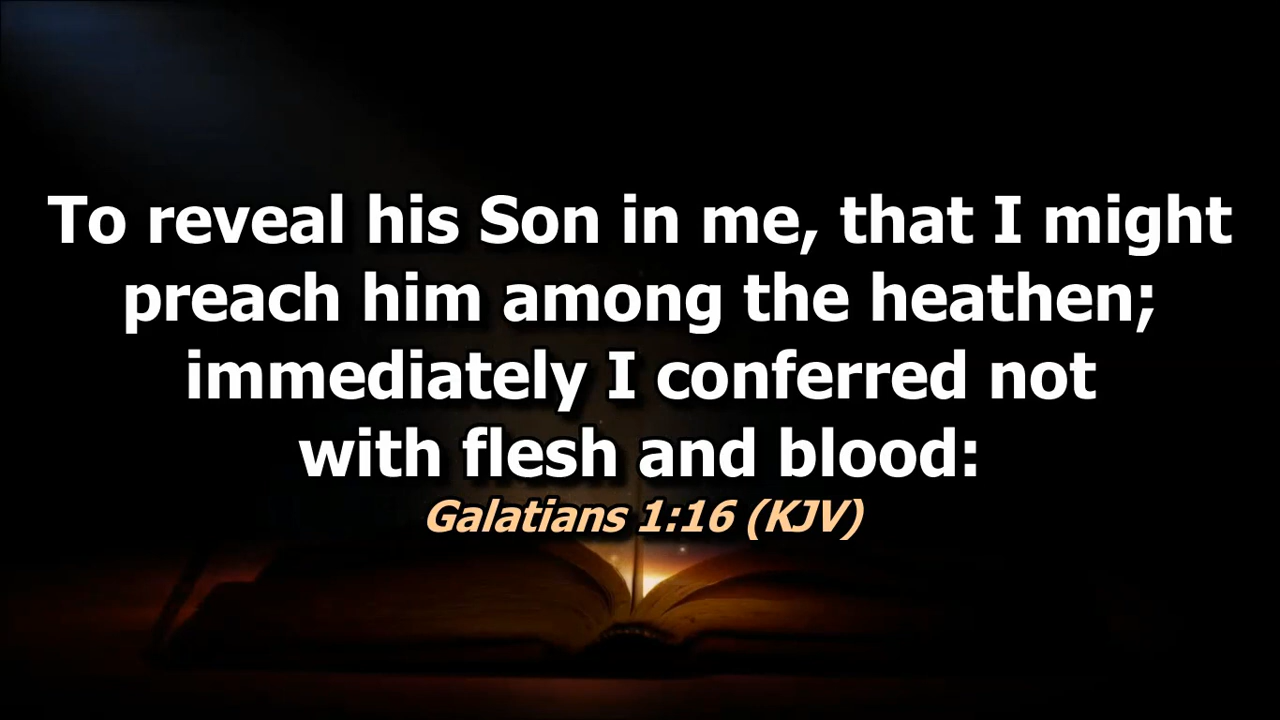 To reveal his Son in me, that I might
preach him among the heathen;
immediately I conferred not
with flesh and blood:
Galatians 1:16 (KJV)